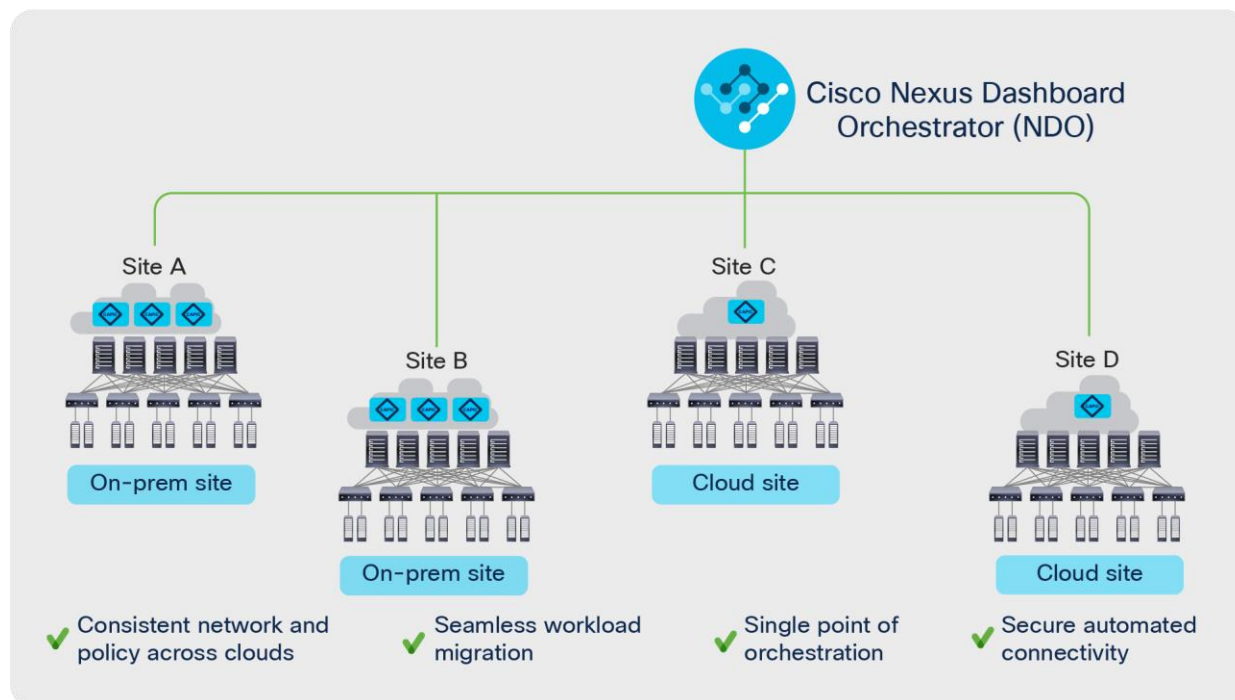 Cisco Nexus Dashboard
Orchestrator (NDO)
Site A
Site B
Site C
Site D
On-prem site
On-prem site
Cloud site
Cloud site
Consistent network and
policy across clouds
Seamless workload
migration
Single point of
orchestration
Secure automated
connectivity